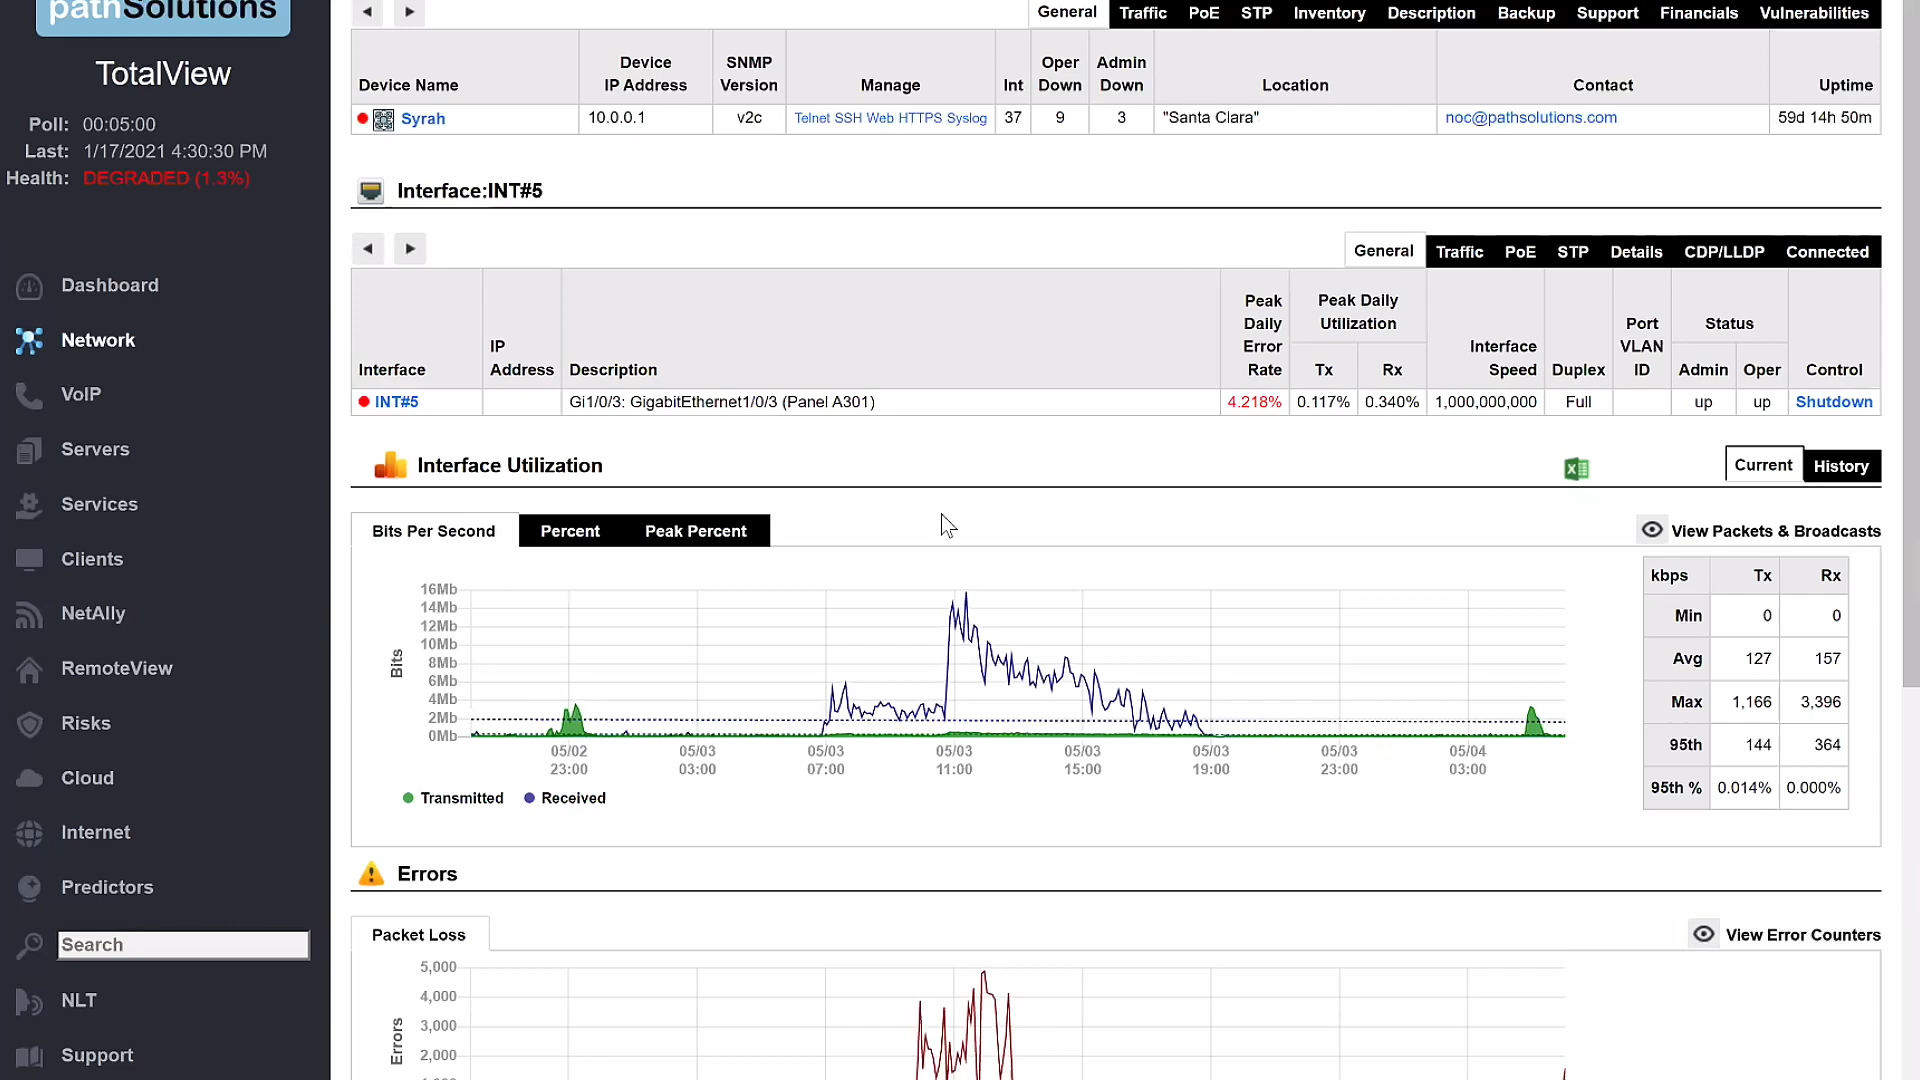 pathSolutions
TotalView
Poll: 00:05:00
Last: 1/17/2021 4:30:30 PM
Health: DEGRADED (1.3%)
Dashboard
Network
VoIP
Servers
Services
Clients
NetAlly
RemoteView
Risks
Cloud
Internet
Predictors
Search
NLT
Support
General Traffic PoE STP Inventory Description Backup Support Financials Vulnerabilities
Device Name Device IP Address SNMP Version Manage Int Oper Down Admin Down Location Contact Uptime
Syrah 10.0.0.1 v2c Telnet SSH Web HTTPS Syslog 37 9 3 "Santa Clara" noc@pathsolutions.com 59d 14h 50m
Interface:INT#5
General Traffic PoE STP Details CDP/LLDP Connected
Interface IP Address Description Peak Daily Error Rate Peak Daily Utilization Tx Rx Interface Speed Duplex Port VLAN ID Status Admin Oper Control
INT#5 Gi1/0/3: GigabitEthernet1/0/3 (Panel A301) 4.218% 0.117% 0.340% 1,000,000,000 Full up up Shutdown
Interface Utilization
Current History
Bits Per Second Percent Peak Percent
View Packets & Broadcasts
Bits
16Mb
14Mb
12Mb
10Mb
8Mb
6Mb
4Mb
2Mb
0Mb
05/02 05/03 05/03 05/03 05/03 05/03 05/03 05/04
23:00 03:00 07:00 11:00 15:00 19:00 23:00 03:00
Transmitted Received
kbps Tx Rx
Min 0 0
Avg 127 157
Max 1,166 3,396
95th 144 364
95th % 0.014% 0.000%
Errors
Packet Loss
View Error Counters
Errors
5,000
4,000
3,000
2,000